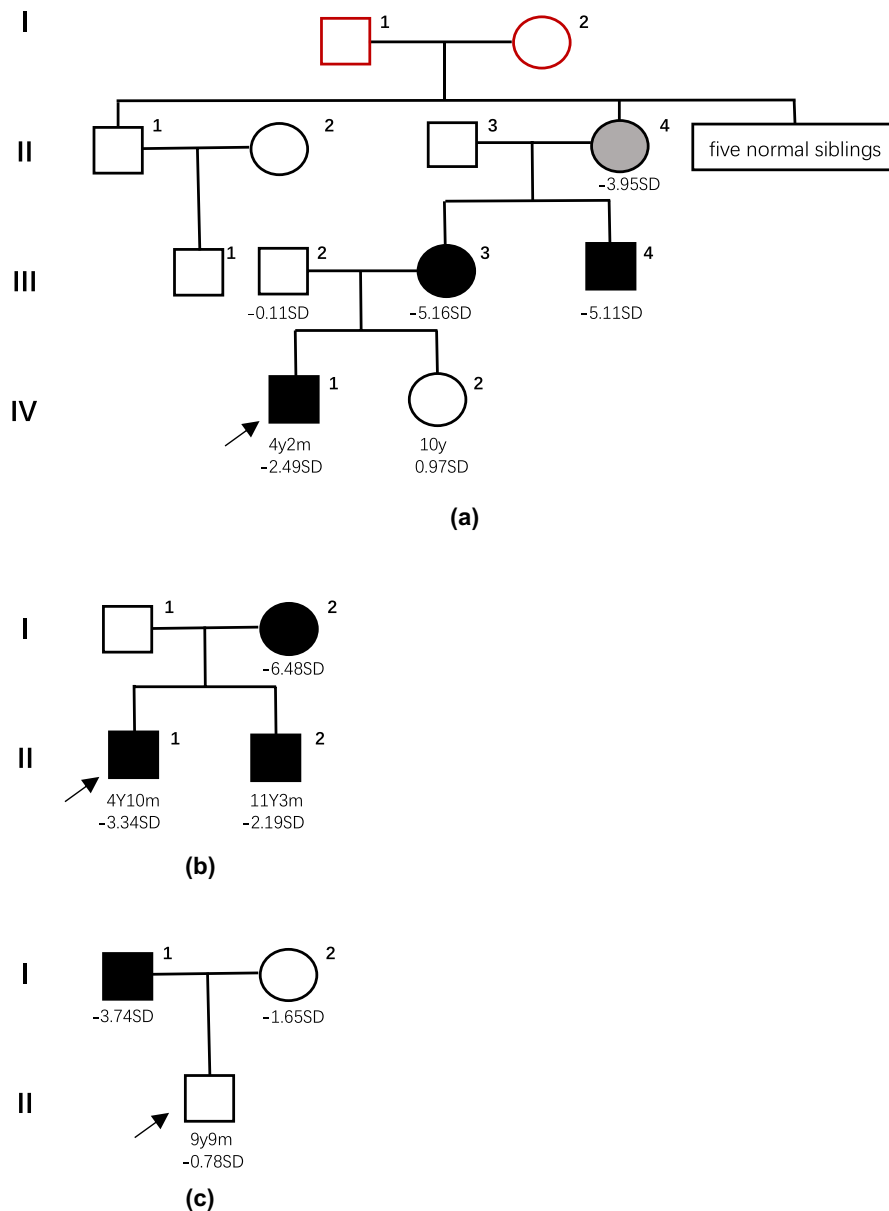 I
1
2
II
1
2
3
4
five normal siblings
-3.95SD
III
1
2
3
4
-0.11SD
-5.16SD
-5.11SD
IV
1
2
4y2m
10y
-2.49SD
0.97SD
(a)
I
1
2
-6.48SD
II
1
2
4Y10m
11Y3m
-3.34SD
-2.19SD
(b)
I
1
2
-3.74SD
-1.65SD
II
9y9m
-0.78SD
(c)